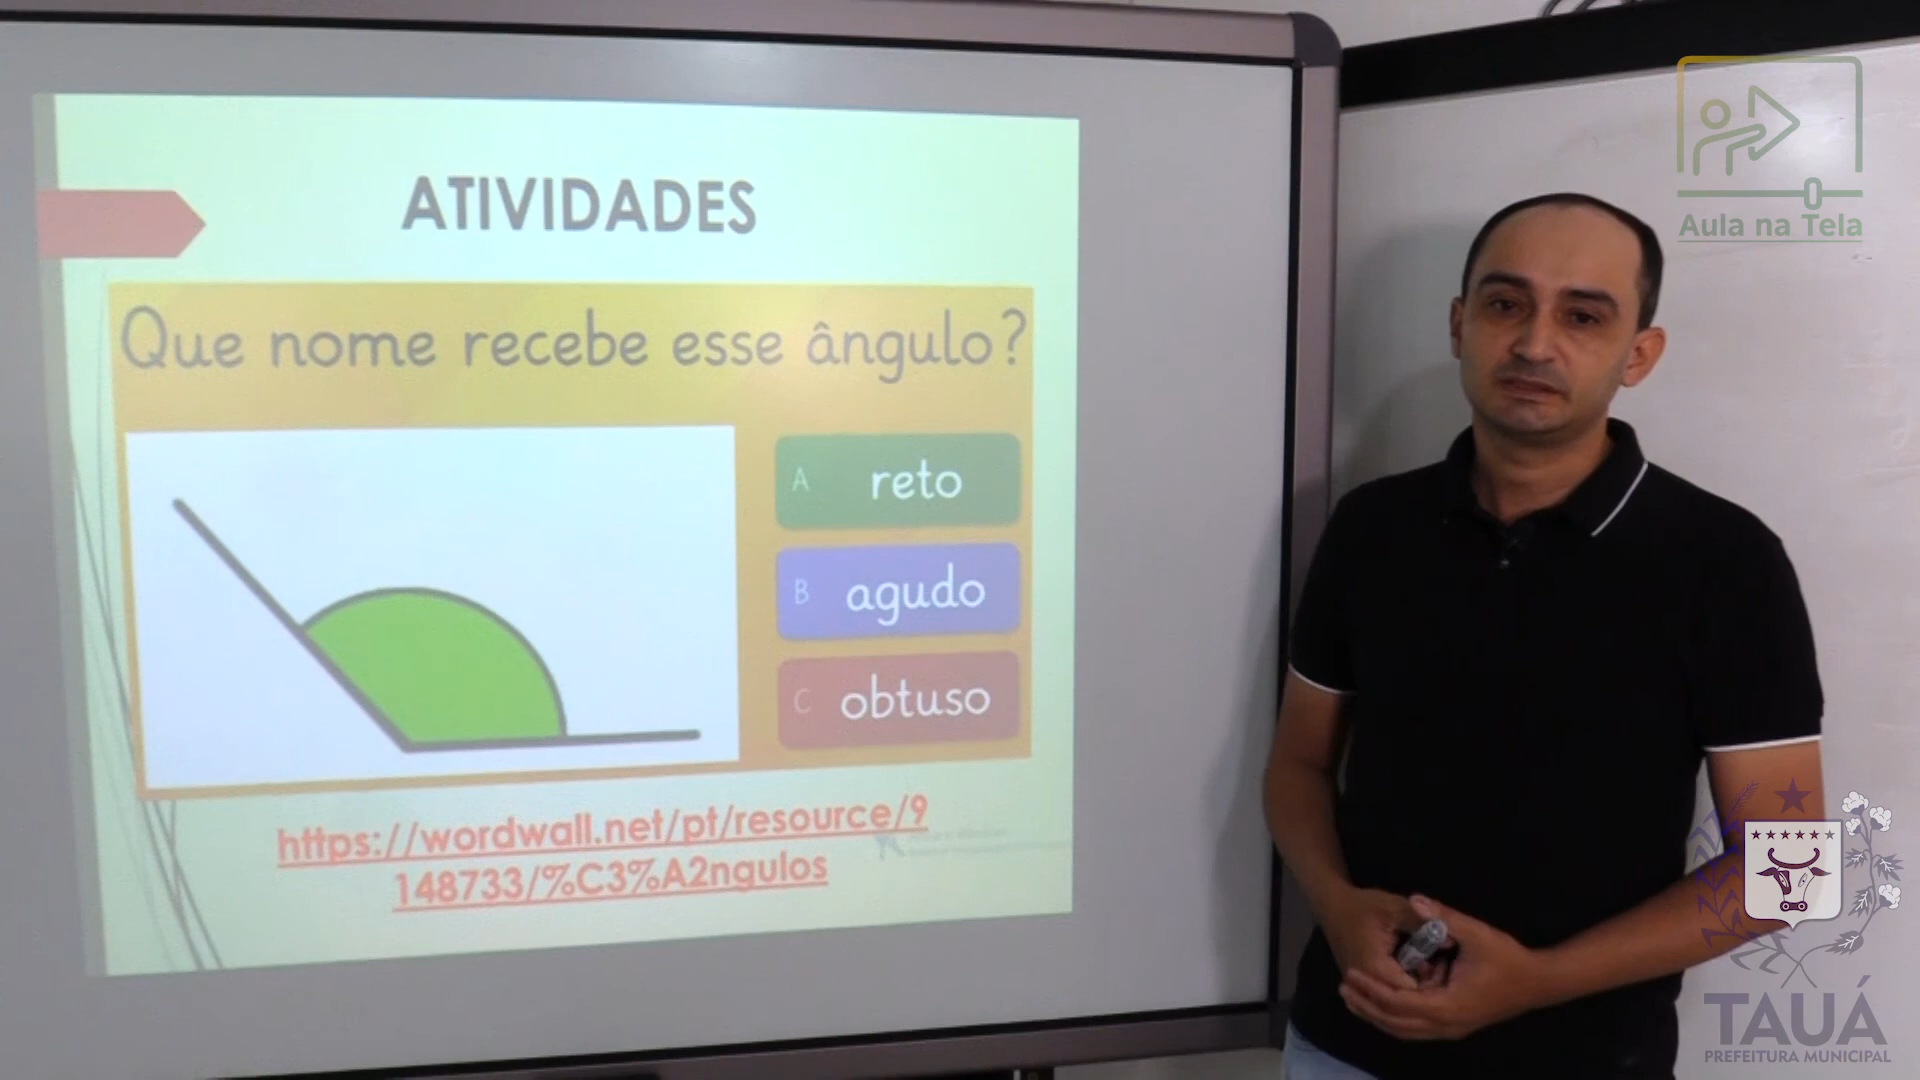 ATIVIDADES
Que nome recebe esse ângulo?
A reto
B agudo
C obtuso
https://wordwall.net/pt/resource/9
148733/%C3%A2ngulos
Aula na Tela
TAUÁ
PREFEITURA MUNICIPAL